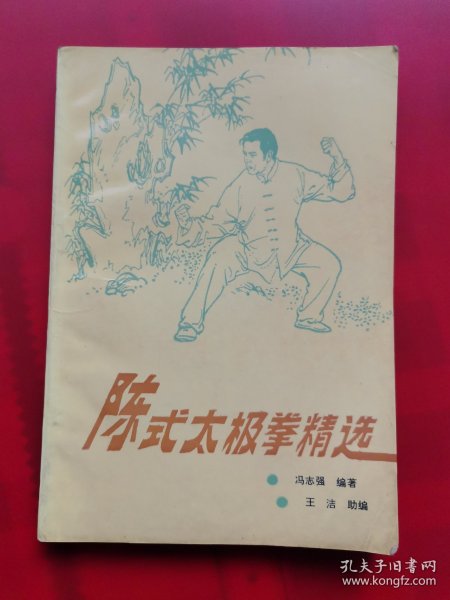 陈式太极拳精选
冯志强 编著
王洁 助编
孔夫子旧书网
www.kongfz.com